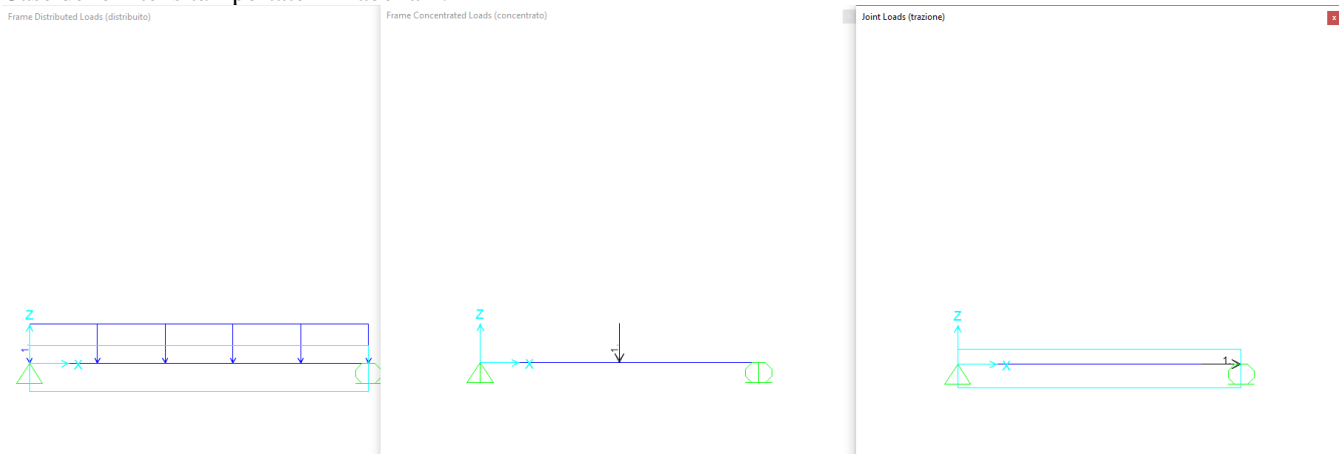 Frame Distributed Loads (distribuito)
Frame Concentrated Loads (concentrato)
Joint Loads (trazione)
x
Z
X
1
Z
X
1.
Z
X
1.